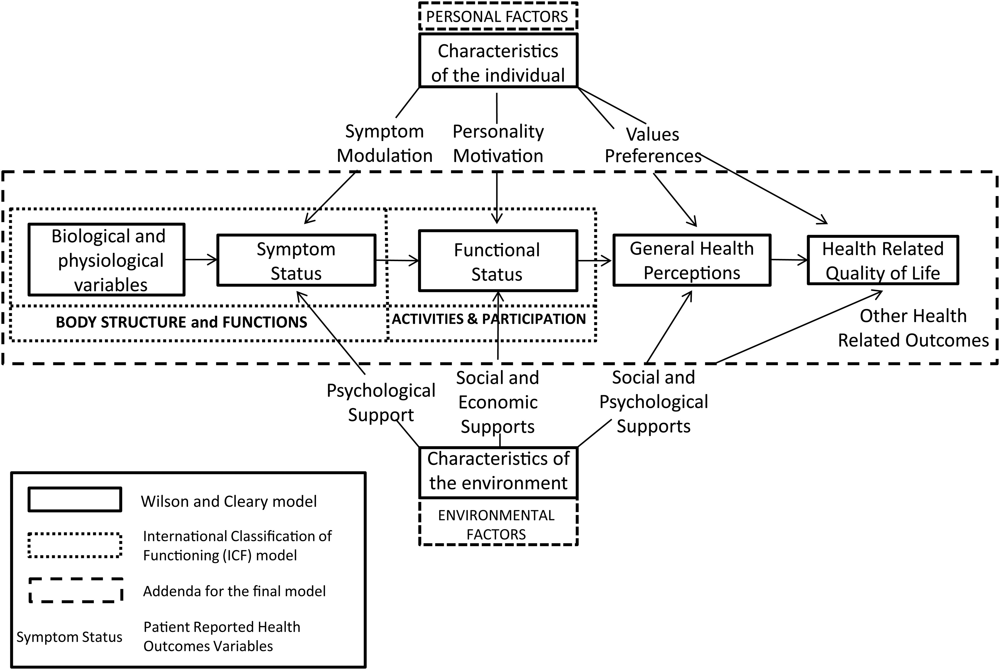 PERSONAL FACTORS
Characteristics
of the individual
Symptom
Modulation
Personality
Motivation
Values
Preferences
Biological and
physiological
variables
Symptom
Status
Functional
Status
General Health
Perceptions
Health Related
Quality of Life
BODY STRUCTURE and FUNCTIONS
ACTIVITIES & PARTICIPATION
Other Health
Related Outcomes
Psychological
Support
Social and
Economic
Supports
Social and
Psychological
Supports
Characteristics of
the environment
ENVIRONMENTAL
FACTORS
Wilson and Cleary model
International Classification of
Functioning (ICF) model
Addenda for the final model
Symptom Status
Patient Reported Health
Outcomes Variables